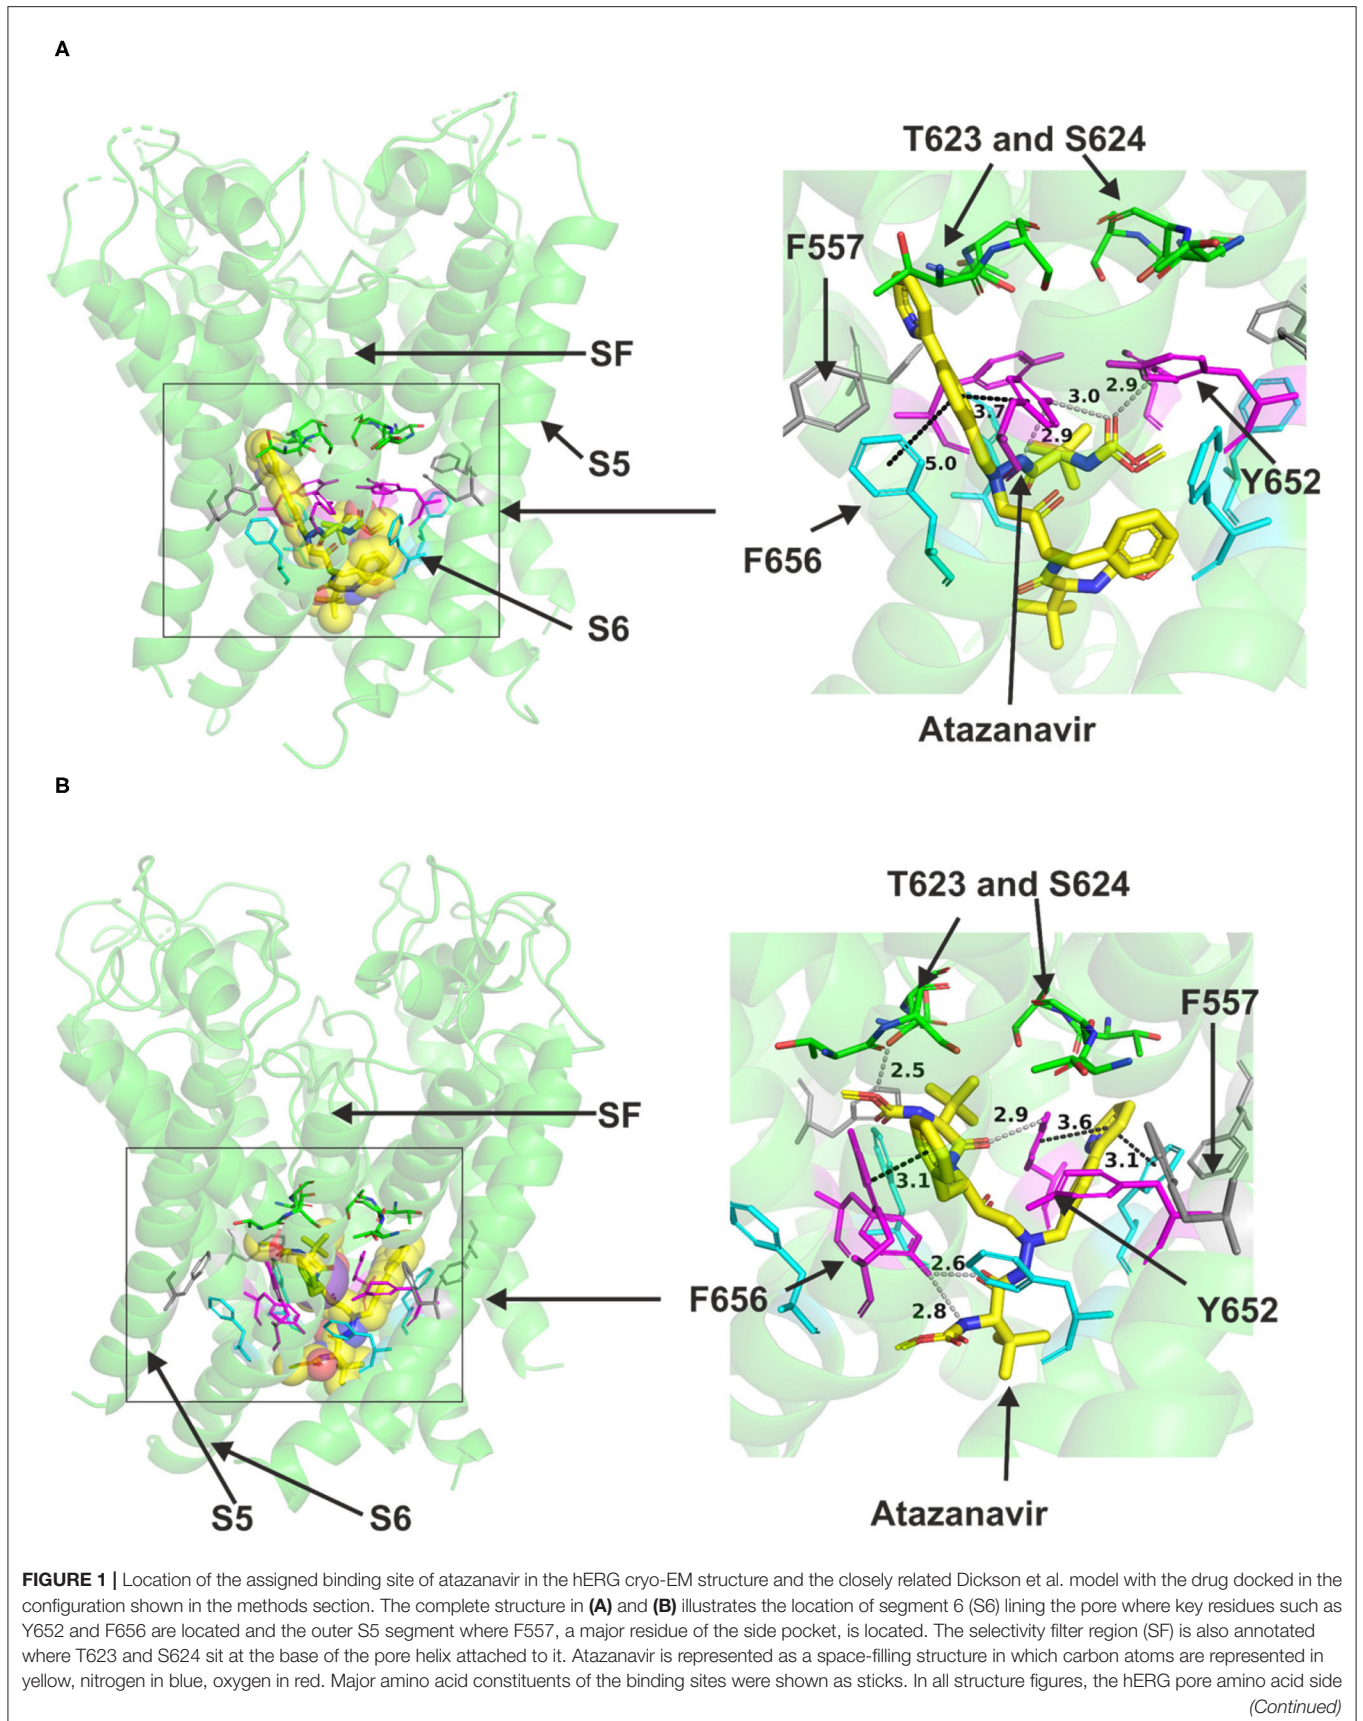 A
T623 and S624
F557
SF
S5
3.7
3.0
2.9
2.9
5.0
Y652
F656
S6
Atazanavir
B
T623 and S624
F557
2.5
2.9
3.6
3.1
3.1
SF
2.6
2.8
F656
Y652
S5
S6
Atazanavir
FIGURE 1 | Location of the assigned binding site of atazanavir in the hERG cryo-EM structure and the closely related Dickson et al. model with the drug docked in the
configuration shown in the methods section. The complete structure in (A) and (B) illustrates the location of segment 6 (S6) lining the pore where key residues such as
Y652 and F656 are located and the outer S5 segment where F557, a major residue of the side pocket, is located. The selectivity filter region (SF) is also annotated
where T623 and S624 sit at the base of the pore helix attached to it. Atazanavir is represented as a space-filling structure in which carbon atoms are represented in
yellow, nitrogen in blue, oxygen in red. Major amino acid constituents of the binding sites were shown as sticks. In all structure figures, the hERG pore amino acid side
(Continued)